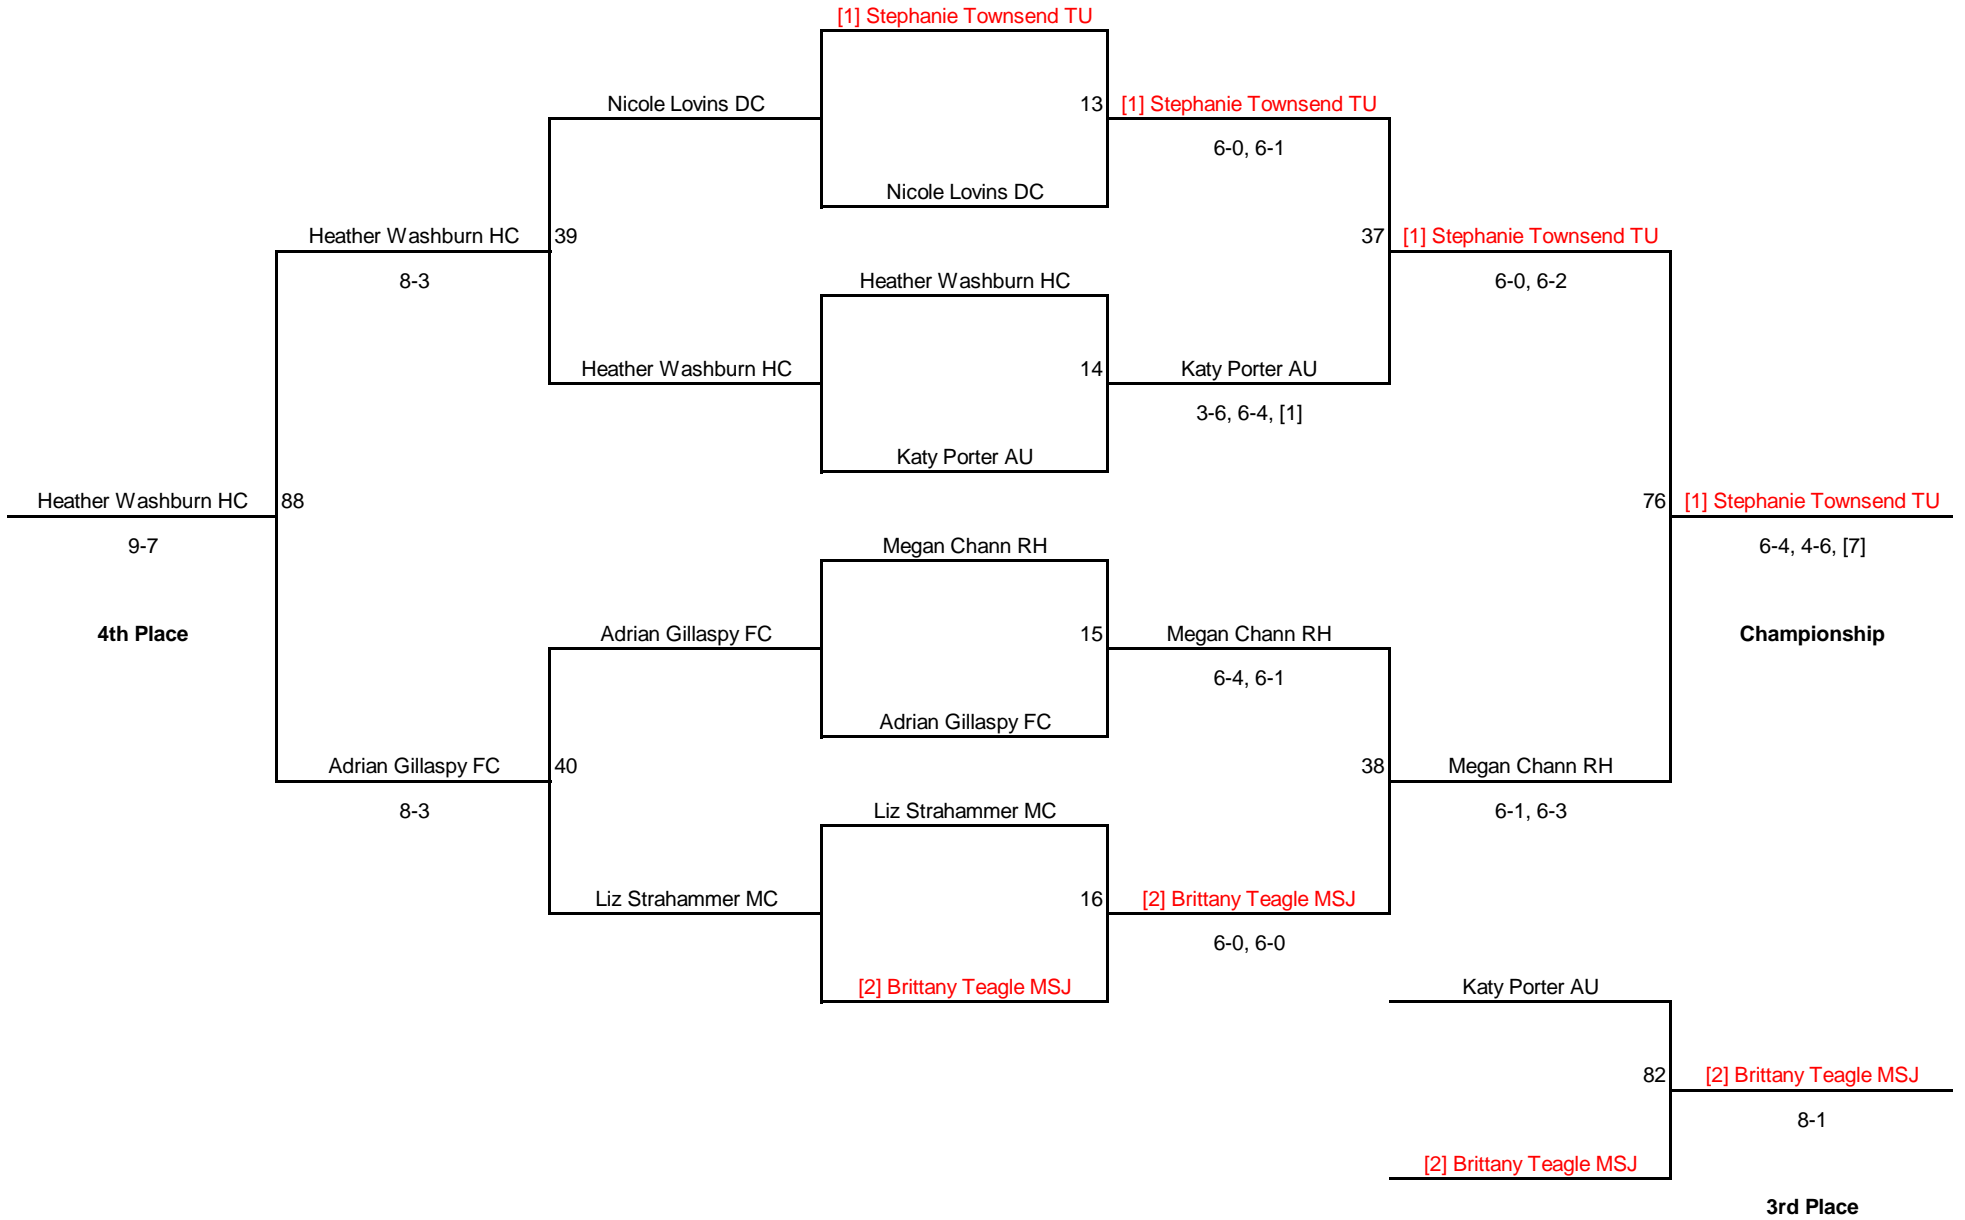 [1] Stephanie Townsend TU
Nicole Lovins DC
13
[1] Stephanie Townsend TU
6-0, 6-1
Nicole Lovins DC
Heather Washburn HC
39
37
[1] Stephanie Townsend TU
8-3
Heather Washburn HC
6-0, 6-2
Heather Washburn HC
14
Katy Porter AU
3-6, 6-4, [1]
Katy Porter AU
Heather Washburn HC
88
76
[1] Stephanie Townsend TU
9-7
Megan Chann RH
6-4, 4-6, [7]
4th Place
Adrian Gillaspy FC
15
Megan Chann RH
Championship
6-4, 6-1
Adrian Gillaspy FC
Adrian Gillaspy FC
40
38
Megan Chann RH
8-3
Liz Strahammer MC
6-1, 6-3
Liz Strahammer MC
16
[2] Brittany Teagle MSJ
6-0, 6-0
[2] Brittany Teagle MSJ
Katy Porter AU
82
[2] Brittany Teagle MSJ
8-1
[2] Brittany Teagle MSJ
3rd Place